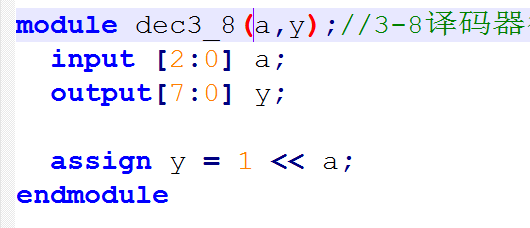 module dec3_8(a,y);//3-8译码器
input [2:0] a;
output[7:0] y;
assign y = 1 << a;
endmodule